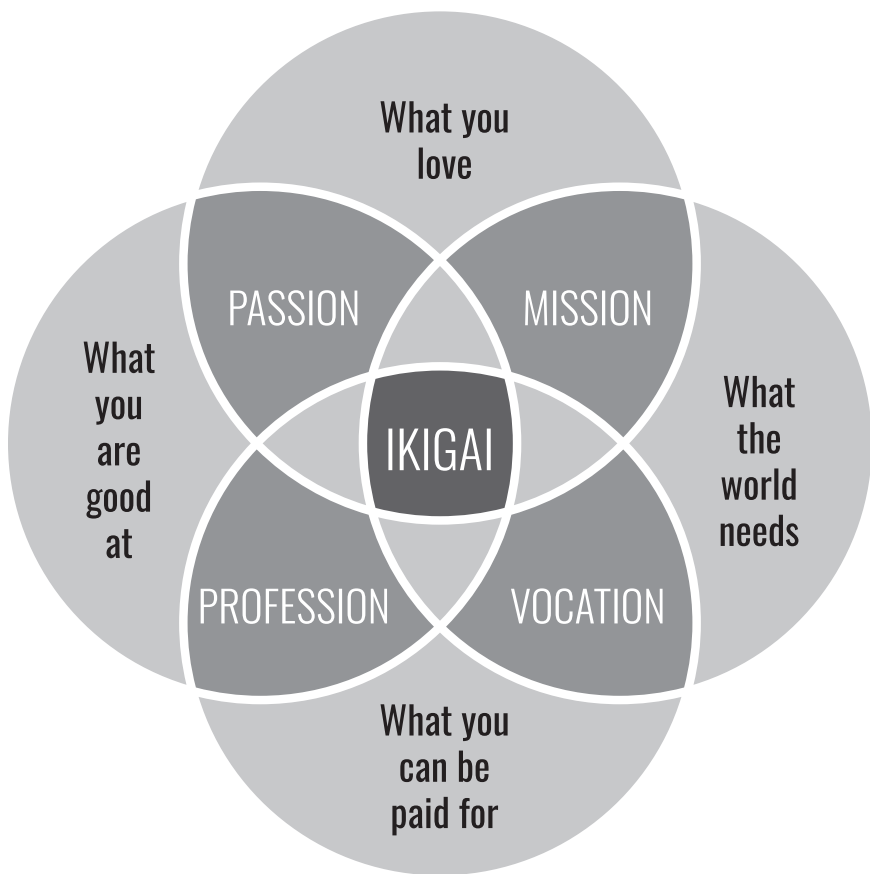 What you
love
PASSION
MISSION
What
you
are
good
at
IKIGAI
What
the
world
needs
PROFESSION
VOCATION
What you
can be
paid for